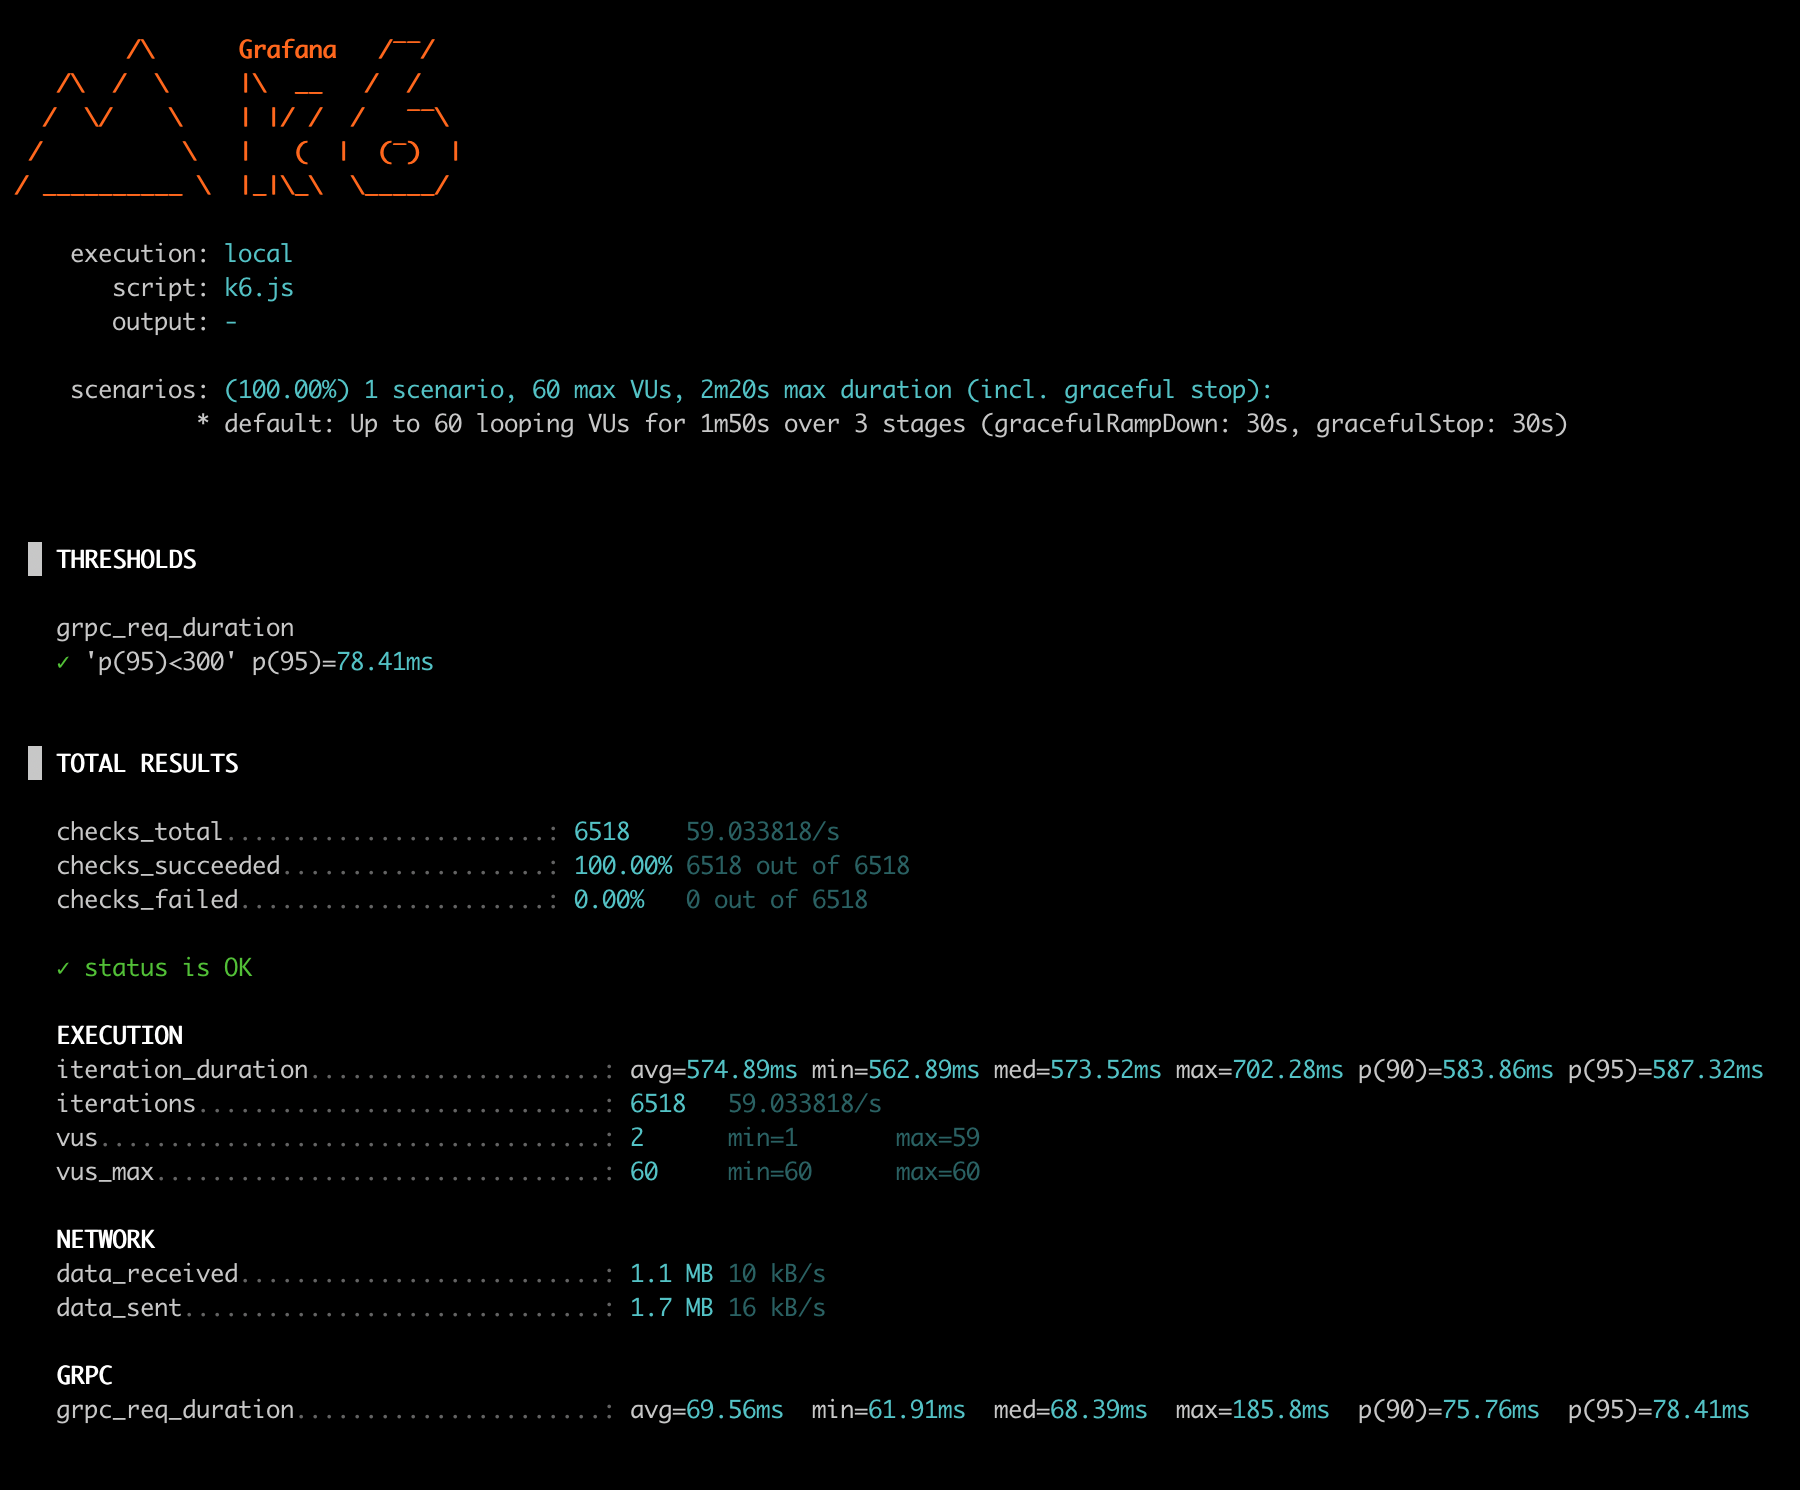 /\      Grafana   /‾‾/
    /\  /  \     |\  __   /  /
   /  \/    \    | |/ /  /   ‾‾\
  /          \   |   (  |  (‾)  |
 / __________ \  |_|\_\  \_____/
execution: local
script: k6.js
output: -
scenarios: (100.00%) 1 scenario, 60 max VUs, 2m20s max duration (incl. graceful stop):
* default: Up to 60 looping VUs for 1m50s over 3 stages (gracefulRampDown: 30s, gracefulStop: 30s)
THRESHOLDS
grpc_req_duration
✓ 'p(95)<300' p(95)=78.41ms
TOTAL RESULTS
checks_total.......................: 6518    59.033818/s
checks_succeeded...................: 100.00% 6518 out of 6518
checks_failed......................: 0.00%   0 out of 6518
✓ status is OK
EXECUTION
iteration_duration.....................: avg=574.89ms min=562.89ms med=573.52ms max=702.28ms p(90)=583.86ms p(95)=587.32ms
iterations.............................: 6518   59.033818/s
vus....................................: 2      min=1       max=59
vus_max................................: 60     min=60      max=60
NETWORK
data_received..........................: 1.1 MB 10 kB/s
data_sent..............................: 1.7 MB 16 kB/s
GRPC
grpc_req_duration......................: avg=69.56ms  min=61.91ms  med=68.39ms  max=185.8ms  p(90)=75.76ms  p(95)=78.41ms